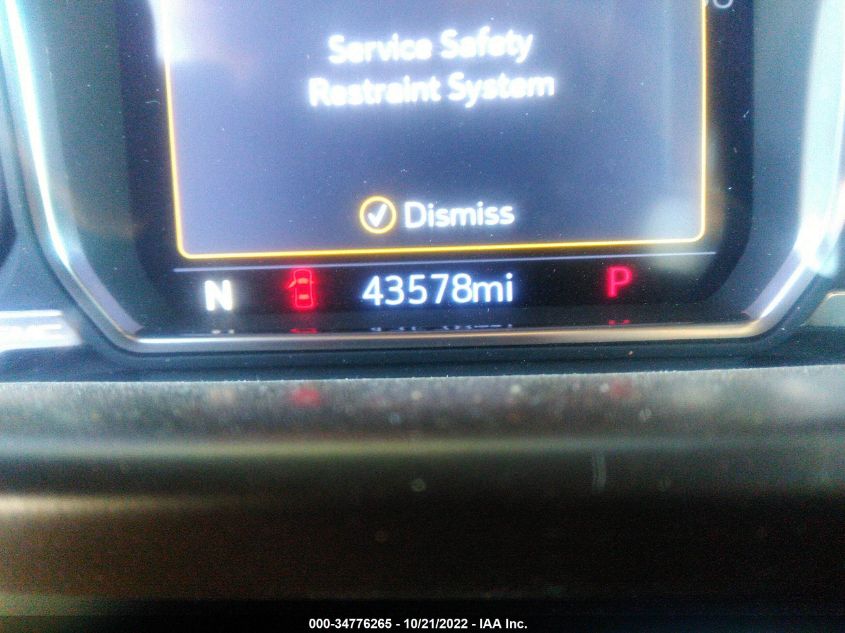 Service Safety
Restraint System
Dismiss
N 43578mi P
000-34776265 - 10/21/2022 - IAA Inc.